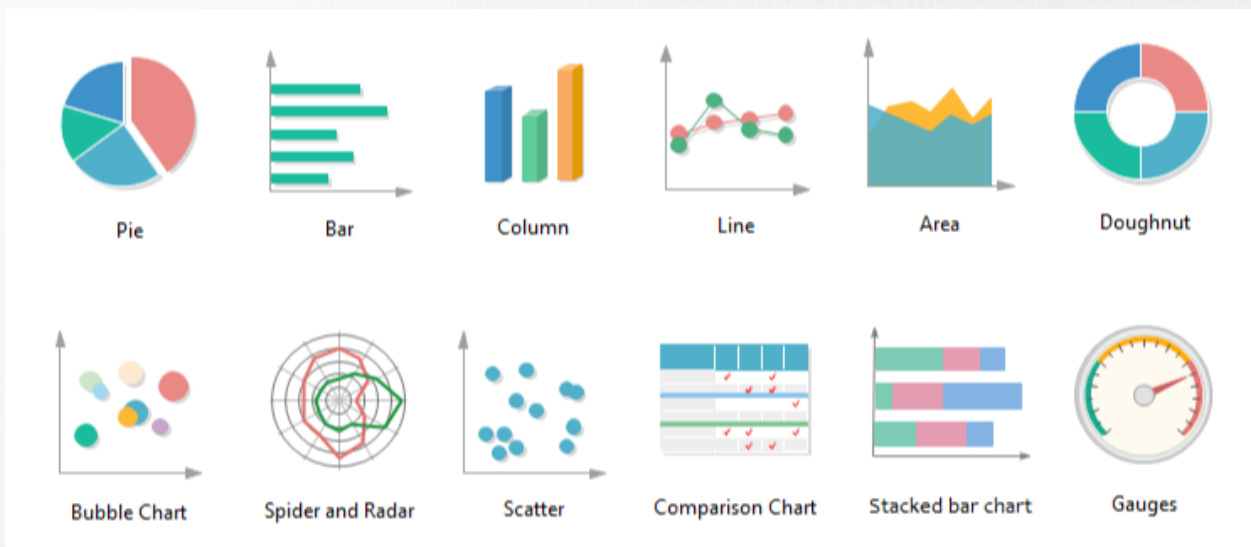 Pie
Bar
Column
Line
Area
Doughnut
Bubble Chart
Spider and Radar
Scatter
Comparison Chart
Stacked bar chart
Gauges